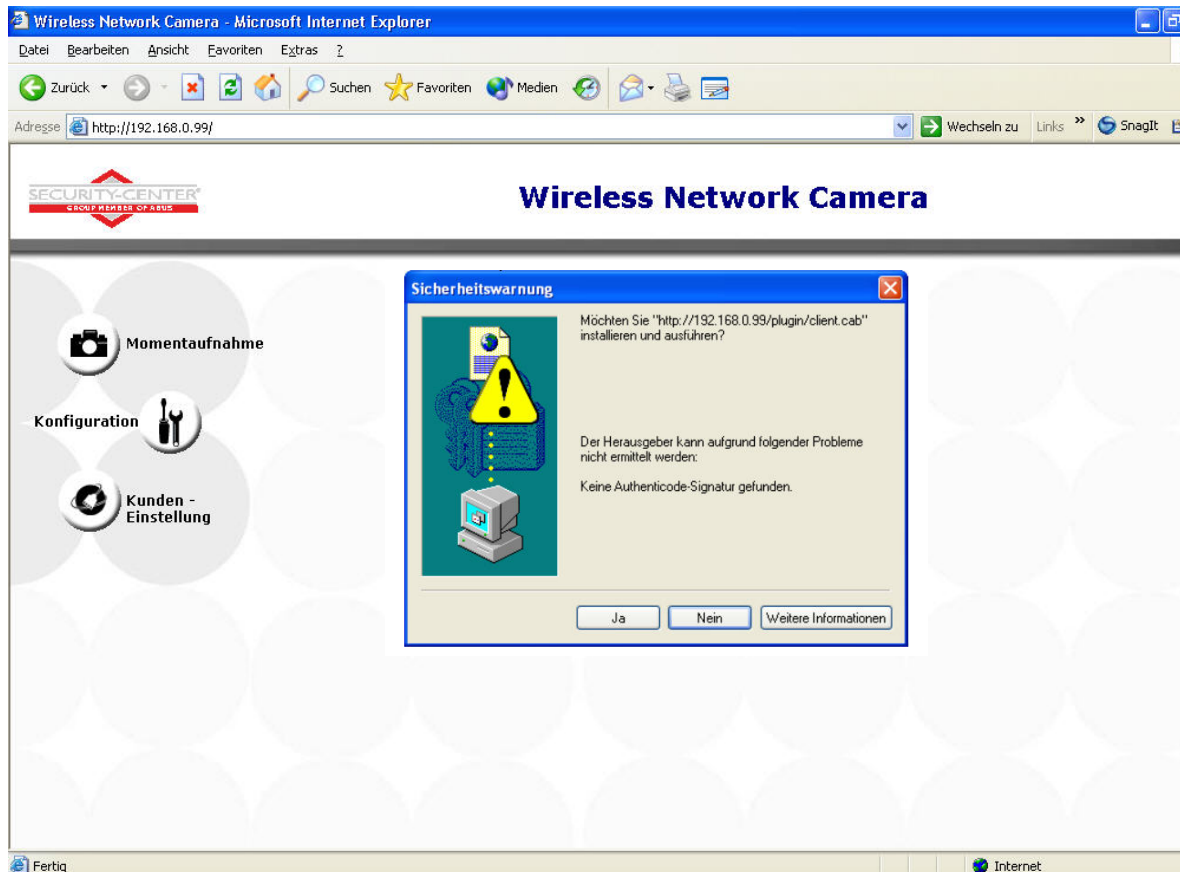 Wireless Network Camera - Microsoft Internet Explorer
Datei Bearbeiten Ansicht Favoriten Extras ?
Zurück Suchen Favoriten Medien
Adresse http://192.168.0.99/ Wechseln zu Links » SnagIt
SECURITY-CENTER®
GROUP MEMBER OF ABUS
Wireless Network Camera
Momentaufnahme
Konfiguration
Kunden -
Einstellung
Sicherheitswarnung
Möchten Sie "http://192.168.0.99/plugin/client.cab"
installieren und ausführen?
Der Herausgeber kann aufgrund folgender Probleme
nicht ermittelt werden:
Keine Authenticode-Signatur gefunden.
Ja Nein Weitere Informationen
Fertig Internet